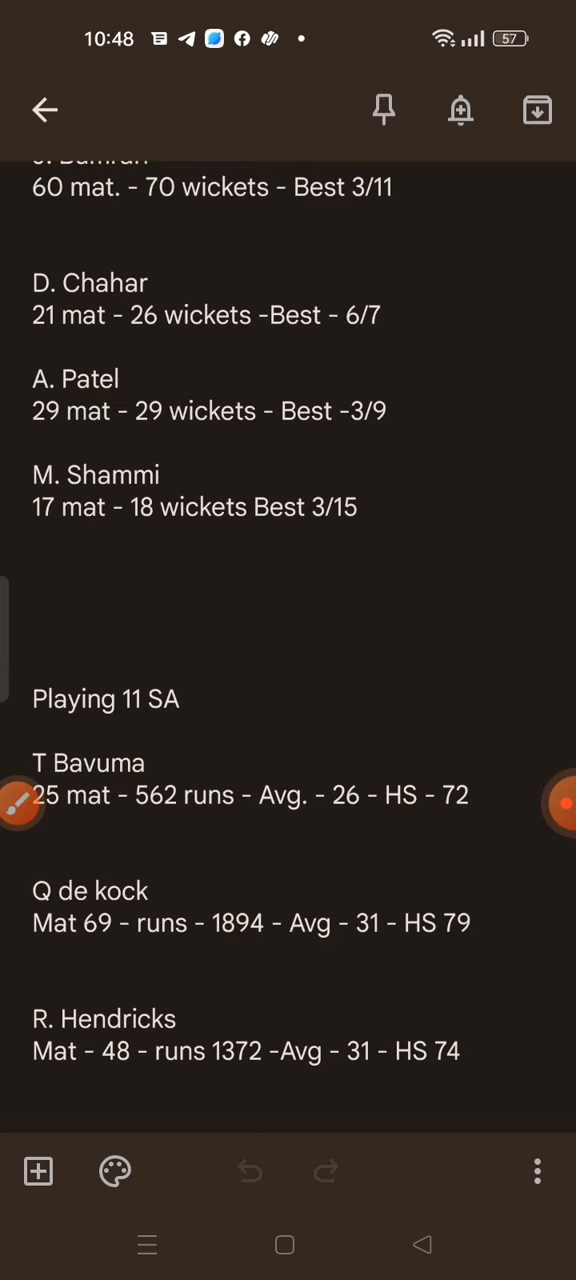 10:48
57
60 mat. - 70 wickets - Best 3/11
D. Chahar
21 mat - 26 wickets -Best - 6/7
A. Patel
29 mat - 29 wickets - Best -3/9
M. Shammi
17 mat - 18 wickets Best 3/15
Playing 11 SA
T Bavuma
25 mat - 562 runs - Avg. - 26 - HS - 72
Q de kock
Mat 69 - runs - 1894 - Avg - 31 - HS 79
R. Hendricks
Mat - 48 - runs 1372 -Avg - 31 - HS 74